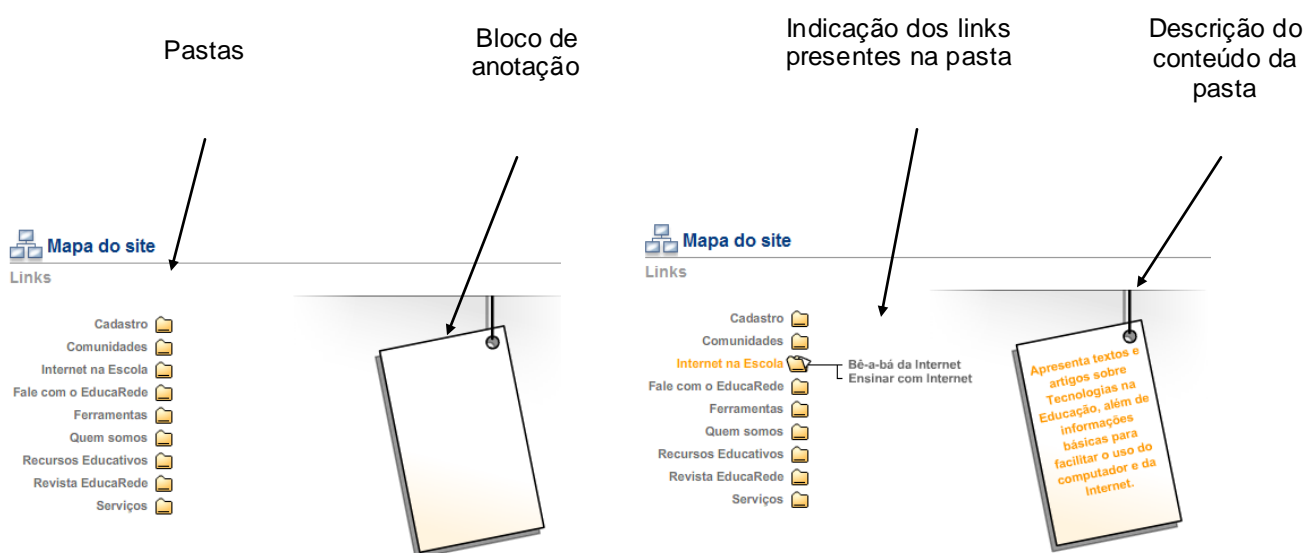 Pastas
Bloco de
anotação
Indicação dos links
presentes na pasta
Descrição do
conteúdo da
pasta
Mapa do site
Links
Cadastro
Comunidades
Internet na Escola
Fale com o EducaRede
Ferramentas
Quem somos
Recursos Educativos
Revista EducaRede
Serviços
Mapa do site
Links
Cadastro
Comunidades
Internet na Escola
Bê-a-bá da Internet
Ensinar com Internet
Fale com o EducaRede
Ferramentas
Quem somos
Recursos Educativos
Revista EducaRede
Serviços
Apresenta textos e
artigos sobre
Tecnologias na
Educação, além de
informações
básicas para
facilitar o uso do
computador e da
Internet.